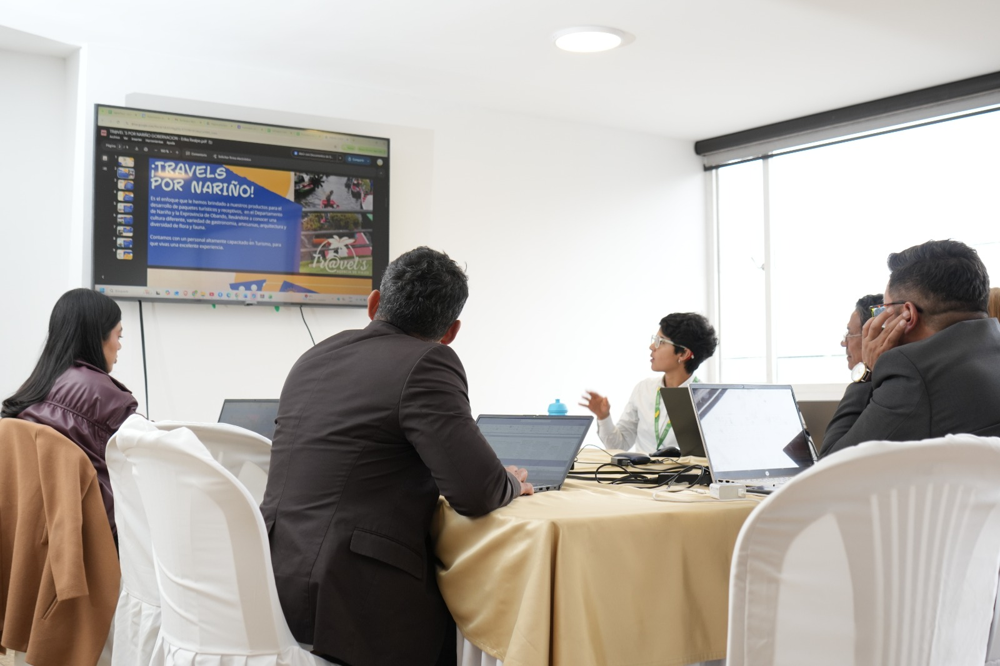 TR@VEL´S POR NARIÑO GOBERNACION - Erika Realpe.pdf
Archivo Ver Insertar Herramientas Ayuda
Página
Comentario
Solicitar firma electrónica
Compartir
¡TRAVELS
POR NARIÑO!
Es el enfoque que le hemos brindado a nuestros productos para el
desarrollo de paquetes turísticos y receptivos, en el Departamento
de Nariño y la Exprovincia de Obando, llevándote a conocer una
cultura diferente, variedad de gastronomía, artesanías, arquitectura y
diversidad de flora y fauna.
Contamos con un personal altamente capacitado en Turismo, para
que vivas una excelente experiencia.
Tr@vel's
AGENCIA DE VIAJES